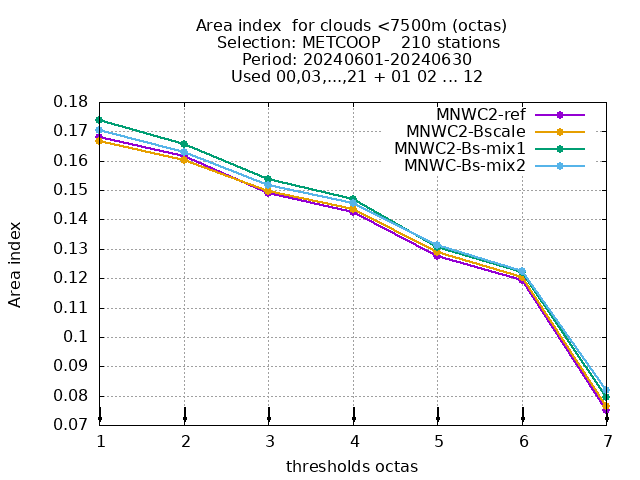 Area index  for clouds <7500m (octas)
Selection: METCOOP    210 stations
Period: 20240601-20240630
Used 00,03,...,21 + 01 02 ... 12
MNWC2-ref
MNWC2-Bscale
MNWC2-Bs-mix1
MNWC-Bs-mix2
Area index
0.18
0.17
0.16
0.15
0.14
0.13
0.12
0.11
0.1
0.09
0.08
0.07
1 2 3 4 5 6 7
thresholds octas